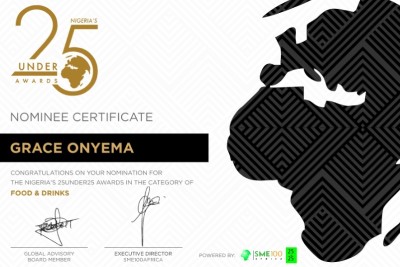 NIGERIA'S
25
UNDER
AWARDS
NOMINEE CERTIFICATE
GRACE ONYEMA
CONGRATULATIONS ON YOUR NOMINATION FOR
THE NIGERIA'S 25UNDER25 AWARDS IN THE CATEGORY OF
FOOD & DRINKS
GLOBAL ADVISORY
BOARD MEMBER
EXECUTIVE DIRECTOR
SME100AFRICA
POWERED BY:
SME100
AFRICA